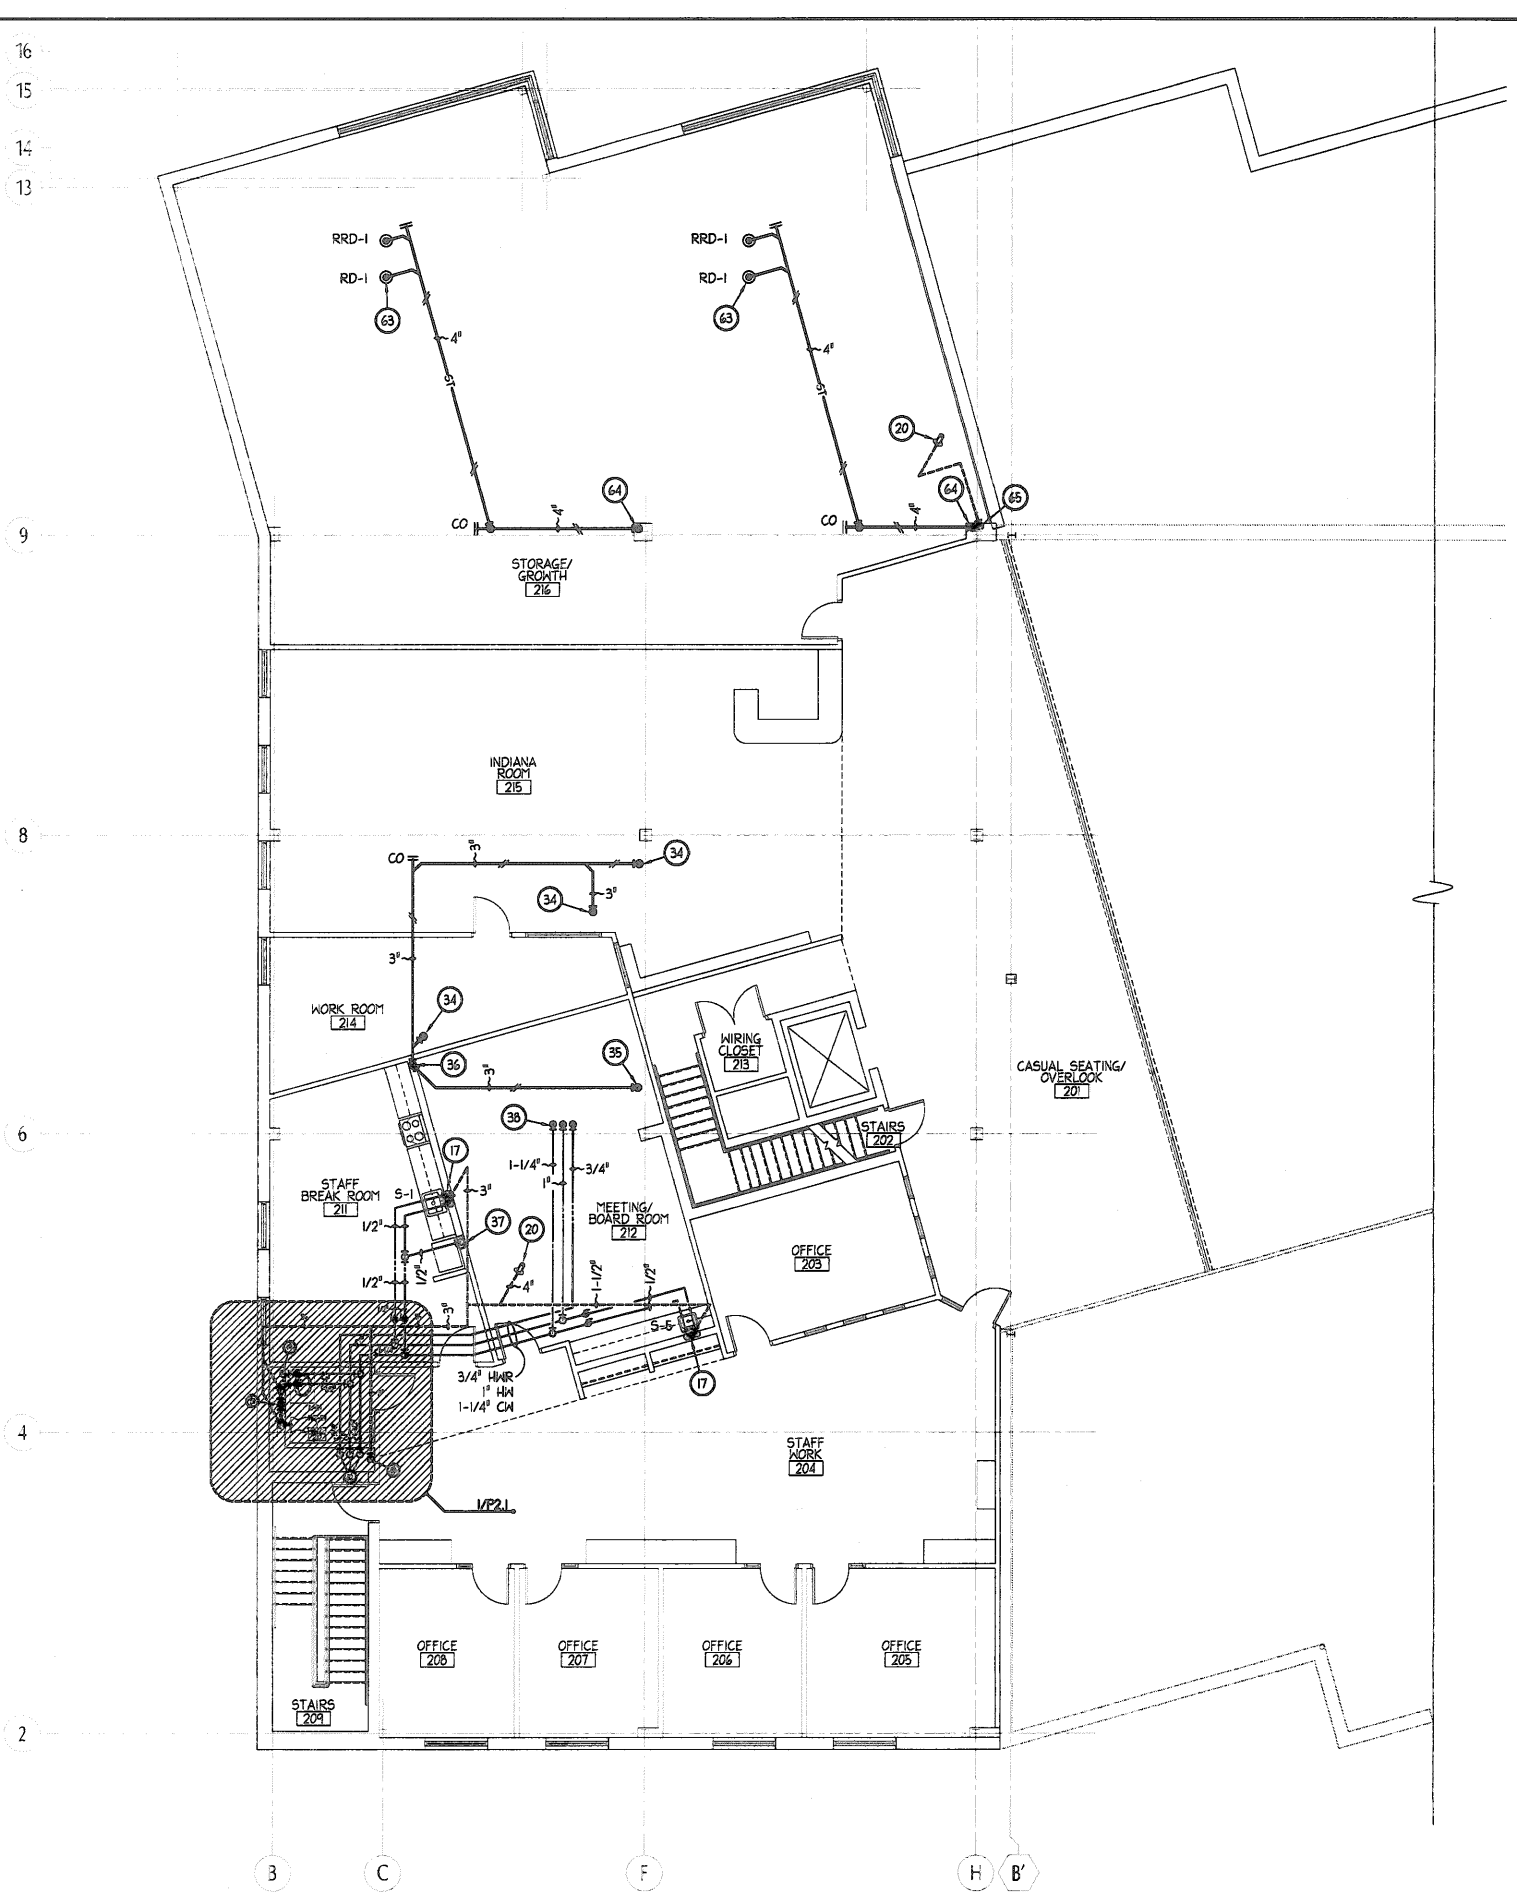 16
15
14
13
RRD-1
RRD-1
RD-1
RD-1
63
63
4"
4"
ST
ST
20
64
64
65
CO
4"
CO
4"
9
STORAGE/
GROWTH
216
INDIANA
ROOM
215
8
CO
3"
34
34
3"
3"
34
WORK ROOM
214
WIRING
CLOSET
213
36
3"
35
CASUAL SEATING/
OVERLOOK
201
38
6
STAIRS
202
17
1-1/4"
3/4"
1"
STAFF
BREAK ROOM
211
S-1
3"
MEETING/
BOARD ROOM
212
1/2"
37
20
OFFICE
203
1/2"
1/2"
4"
1-1/2"
1/2"
3"
S-5
3/4" HWR
1" HW
1-1/4" CW
17
4
STAFF
WORK
204
1/P2.1
OFFICE
208
OFFICE
207
OFFICE
206
OFFICE
205
STAIRS
209
2
B
C
F
H
B'